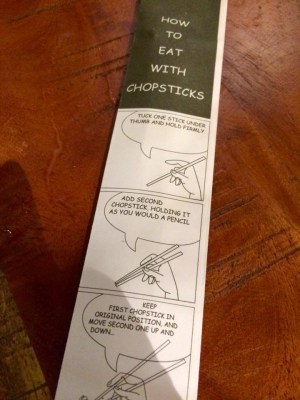 HOW
TO
EAT
WITH
CHOPSTICKS
TUCK ONE STICK UNDER
THUMB AND HOLD FIRMLY
ADD SECOND
CHOPSTICK, HOLDING IT
AS YOU WOULD A PENCIL
KEEP
FIRST CHOPSTICK IN
ORIGINAL POSITION, AND
MOVE SECOND ONE UP AND
DOWN...